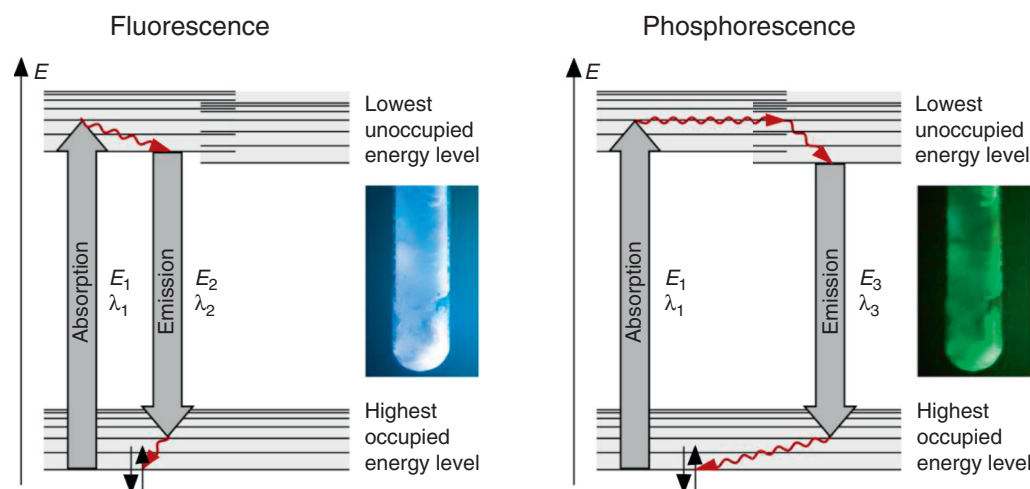 Fluorescence
E
Lowest
unoccupied
energy level
Absorption
E1
λ1
Emission
E2
λ2
Highest
occupied
energy level
Phosphorescence
E
Lowest
unoccupied
energy level
Absorption
E1
λ1
Emission
E3
λ3
Highest
occupied
energy level